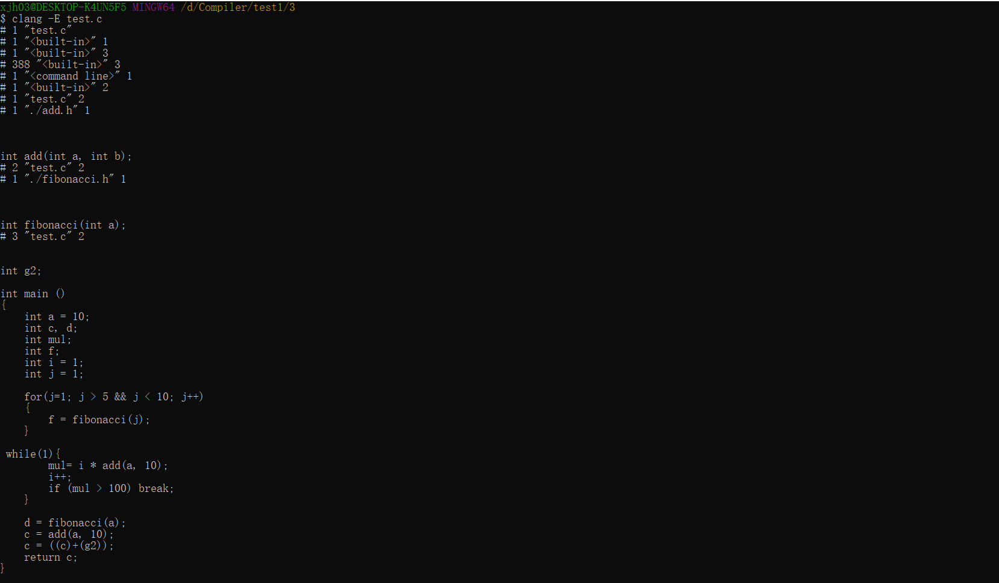 xjh03@DESKTOP-K4UN5F5 MINGW64 /d/Compiler/test1/3
$ clang -E test.c
# 1 "test.c"
# 1 "<built-in>" 1
# 1 "<built-in>" 3
# 388 "<built-in>" 3
# 1 "<command line>" 1
# 1 "<built-in>" 2
# 1 "test.c" 2
# 1 "./add.h" 1
int add(int a, int b);
# 2 "test.c" 2
# 1 "./fibonacci.h" 1
int fibonacci(int a);
# 3 "test.c" 2
int g2;
int main ()
{
    int a = 10;
    int c, d;
    int mul;
    int f;
    int i = 1;
    int j = 1;
    for(j=1; j > 5 && j < 10; j++)
    {
        f = fibonacci(j);
    }
 while(1){
        mul= i * add(a, 10);
        i++;
        if (mul > 100) break;
    }
    d = fibonacci(a);
    c = add(a, 10);
    c = ((c)+(g2));
    return c;
}